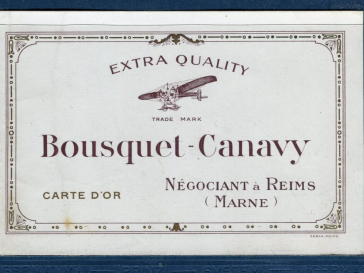 EXTRA QUALITY
TRADE MARK
Bousquet-Canavy
NÉGOCIANT à REIMS
CARTE D'OR
(MARNE)